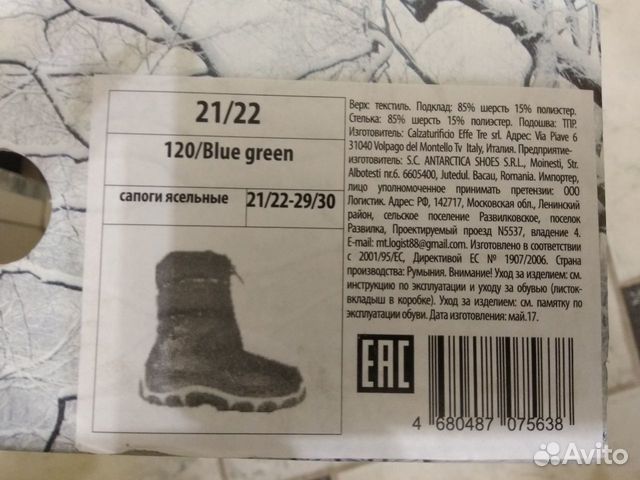 21/22
120/Blue green
сапоги ясельные
21/22-29/30
Верх: текстиль. Подклад: 85% шерсть 15% полиэстер.
Стелька: 85% шерсть 15% полиэстер. Подошва: ТПР.
Изготовитель: Calzaturificio Effe Tre srl. Адрес: Via Piave 6
31040 Volpago del Montello Tv Italy, Италия. Предприятие-
изготовитель: S.C. ANTARCTICA SHOES S.R.L., Moinesti, Str.
Albotesti nr.6. 6605400, Jutedul. Bacau, Romania. Импортер,
лицо уполномоченное принимать претензии: ООО
Логистик. Адрес: РФ, 142717, Московская обл., Ленинский
район, сельское поселение Развилковское, поселок
Развилка, Проектируемый проезд N5537, владение 4.
E-mail: mt.logist88@gmail.com. Изготовлено в соответствии
с 2001/95/ЕС, Директивой ЕС № 1907/2006. Страна
производства: Румыния. Внимание! Уход за изделием: см.
инструкцию по эксплуатации и уходу за обувью (листок-
вкладыш в коробке). Уход за изделием: см. памятку по
эксплуатации обуви. Дата изготовления: май.17.
EAC
4 680487 075638
Avito